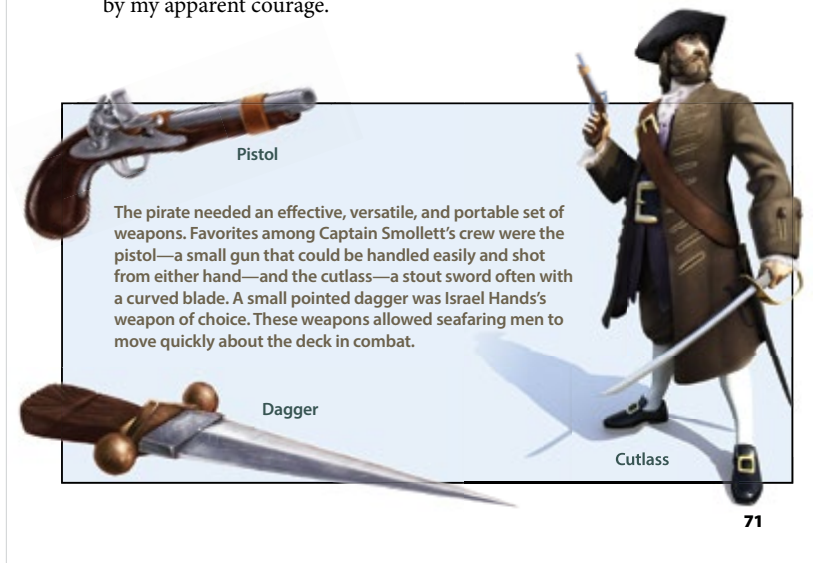 by my apparent courage.
Pistol
The pirate needed an effective, versatile, and portable set of
weapons. Favorites among Captain Smollett’s crew were the
pistol—a small gun that could be handled easily and shot
from either hand—and the cutlass—a stout sword often with
a curved blade. A small pointed dagger was Israel Hands’s
weapon of choice. These weapons allowed seafaring men to
move quickly about the deck in combat.
Dagger
Cutlass
71